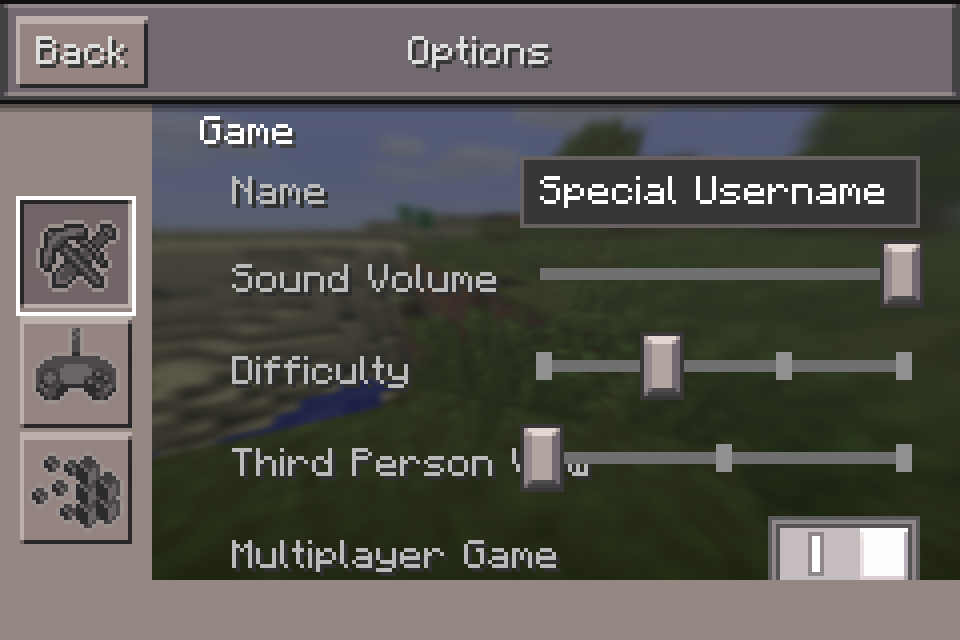 Back
Options
Game
Name
Special Username
Sound Volume
Difficulty
Third Person
Multiplayer Game